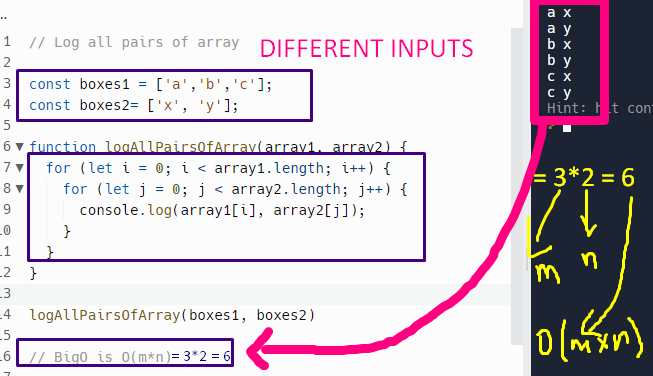 ..
1 // Log all pairs of array
DIFFERENT INPUTS
2
3 const boxes1 = ['a','b','c'];
4 const boxes2= ['x', 'y'];
5
6 function logAllPairsOfArray(array1, array2) {
7 for (let i = 0; i < array1.length; i++) {
8 for (let j = 0; j < array2.length; j++) {
9 console.log(array1[i], array2[j]);
10 }
11 }
12 }
13
14 logAllPairsOfArray(boxes1, boxes2)
15
16 // BigO is O(m*n)= 3*2 = 6
a x
a y
b x
b y
c x
c y
Hint: hit cont
= 3*2 = 6
m n
O(m×n)